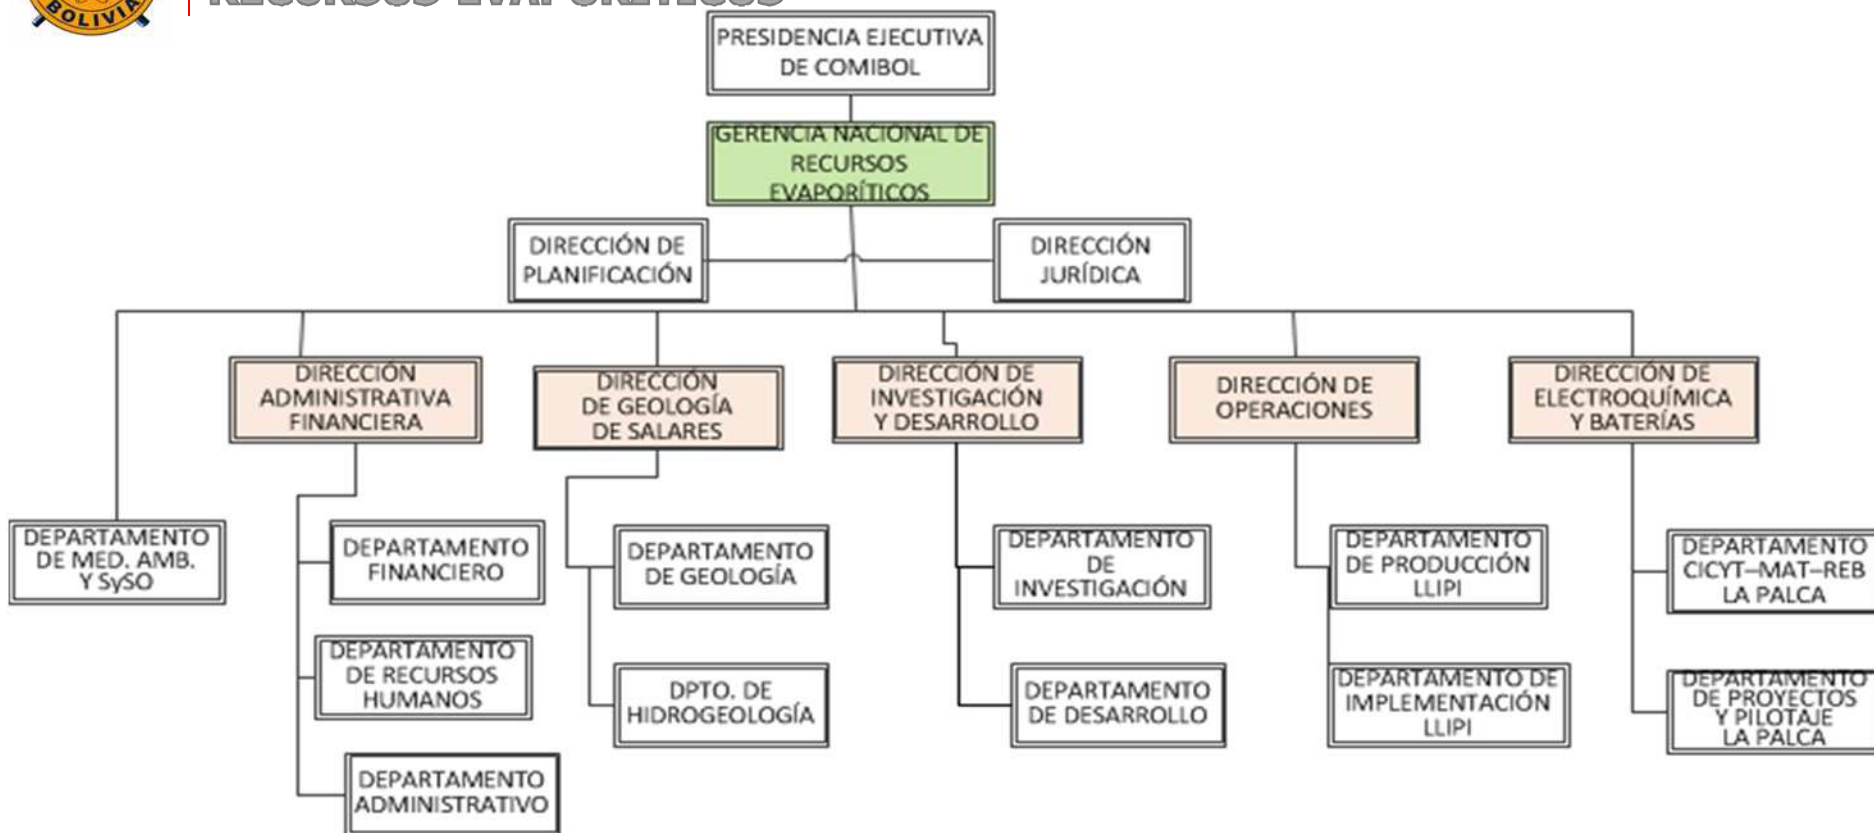 BOLIVIA
RECURSOS EVAPORÍTICOS
PRESIDENCIA EJECUTIVA
DE COMIBOL
GERENCIA NACIONAL DE
RECURSOS
EVAPORÍTICOS
DIRECCIÓN DE
PLANIFICACIÓN
DIRECCIÓN
JURÍDICA
DIRECCIÓN
ADMINISTRATIVA
FINANCIERA
DIRECCIÓN
DE GEOLOGÍA
DE SALARES
DIRECCIÓN DE
INVESTIGACIÓN
Y DESARROLLO
DIRECCIÓN DE
OPERACIONES
DIRECCIÓN DE
ELECTROQUÍMICA
Y BATERÍAS
DEPARTAMENTO
DE MED. AMB.
Y SySO
DEPARTAMENTO
FINANCIERO
DEPARTAMENTO
DE GEOLOGÍA
DEPARTAMENTO
DE
INVESTIGACIÓN
DEPARTAMENTO
DE PRODUCCIÓN
LLIPI
DEPARTAMENTO
CICYT–MAT–REB
LA PALCA
DEPARTAMENTO
DE RECURSOS
HUMANOS
DPTO. DE
HIDROGEOLOGÍA
DEPARTAMENTO
DE DESARROLLO
DEPARTAMENTO DE
IMPLEMENTACIÓN
LLIPI
DEPARTAMENTO
DE PROYECTOS
Y PILOTAJE
LA PALCA
DEPARTAMENTO
ADMINISTRATIVO